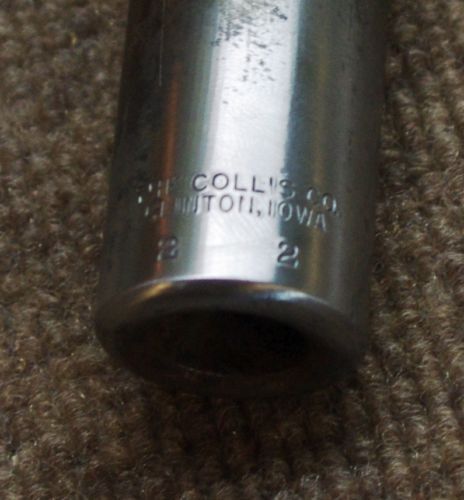 THE COLLIS CO.
CLINTON, IOWA
2 2